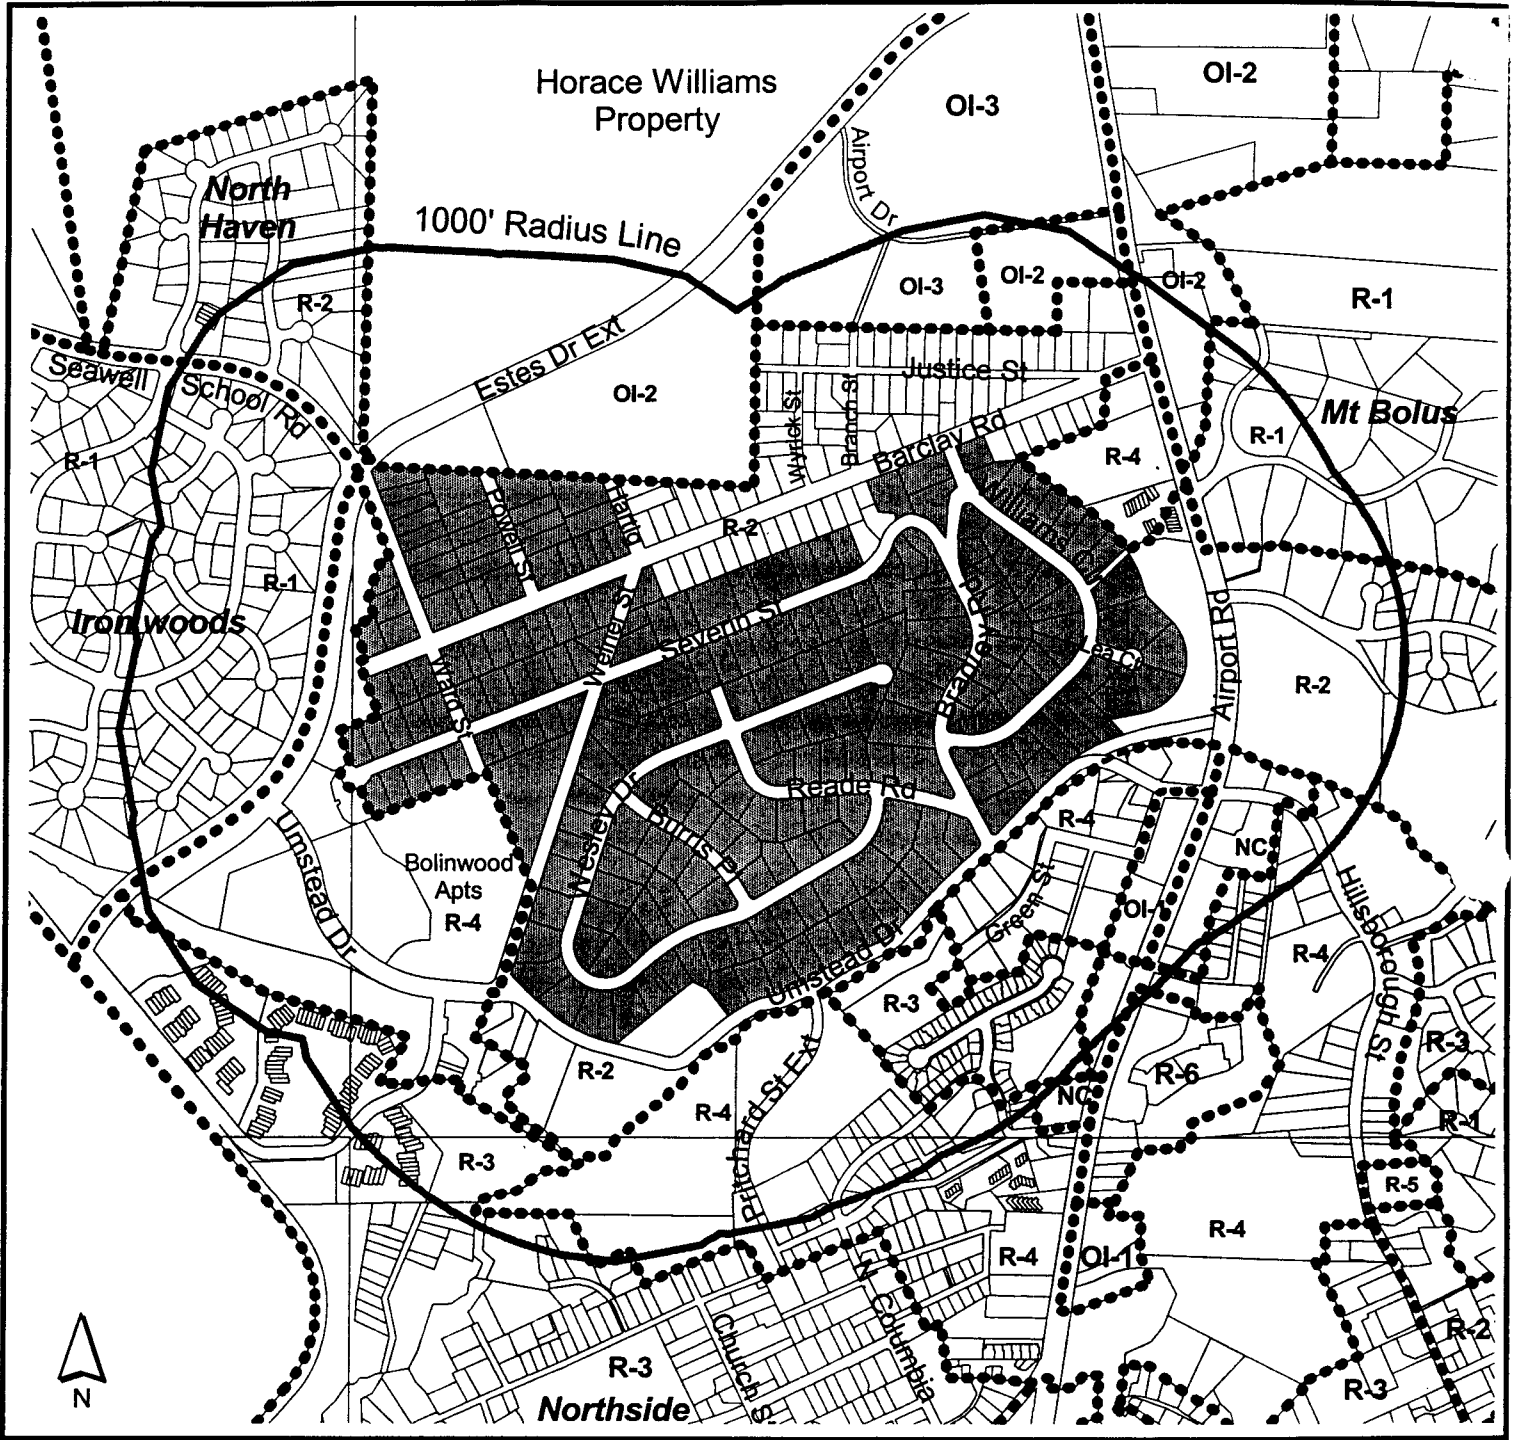 Horace Williams
Property
OI-3
OI-2
Airport Dr
North
Haven
1000' Radius Line
R-2
OI-3
OI-2
OI-2
R-1
Seawell School Rd
Estes Dr Ext
OI-2
Justice St
Wyrick St
Branch St
Barclay Rd
Mt Bolus
R-1
R-4
R-1
Powell St
R-2
R-1
Ironwoods
Weiner St
Severin St
Bradley Rd
Airport Rd
Ward St
R-2
Reade Rd
Wesley Dr
Burris Pl
R-4
NC
Umstead Dr
Bolinwood
Apts
R-4
Green St
OI-1
Hillsborough St
R-4
Umstead Dr
R-3
R-2
R-6
R-3
NC
R-4
Pritchard St Ext
R-1
R-3
R-5
R-4
R-4
OI-1
N Columbia
Church St
R-2
R-3
Northside
R-3
N